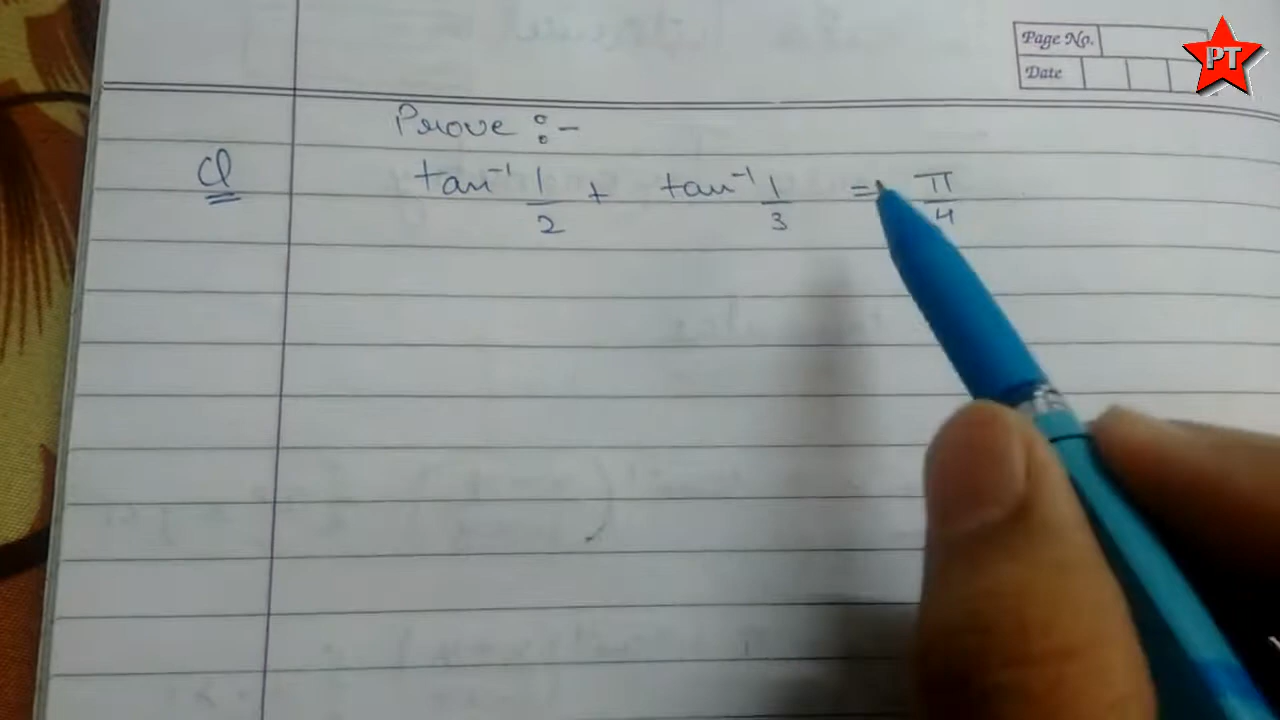 Page No.
PT
Date
Prove :-
Q tan⁻¹ 1/2 + tan⁻¹ 1/3 = π/4